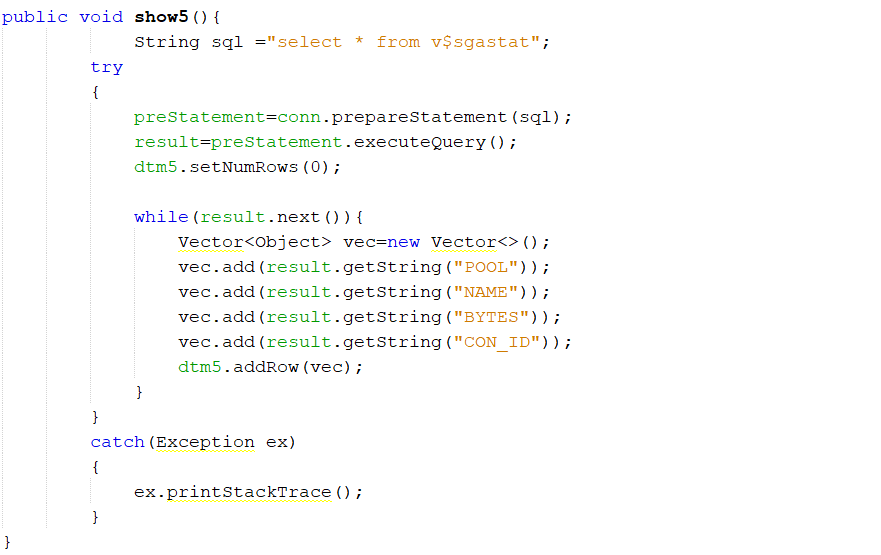 public void show5(){
String sql ="select * from v$sgastat";
try
{
preStatement=conn.prepareStatement(sql);
result=preStatement.executeQuery();
dtm5.setNumRows(0);
while(result.next()){
Vector<Object> vec=new Vector<>();
vec.add(result.getString("POOL"));
vec.add(result.getString("NAME"));
vec.add(result.getString("BYTES"));
vec.add(result.getString("CON_ID"));
dtm5.addRow(vec);
}
}
catch(Exception ex)
{
ex.printStackTrace();
}
}